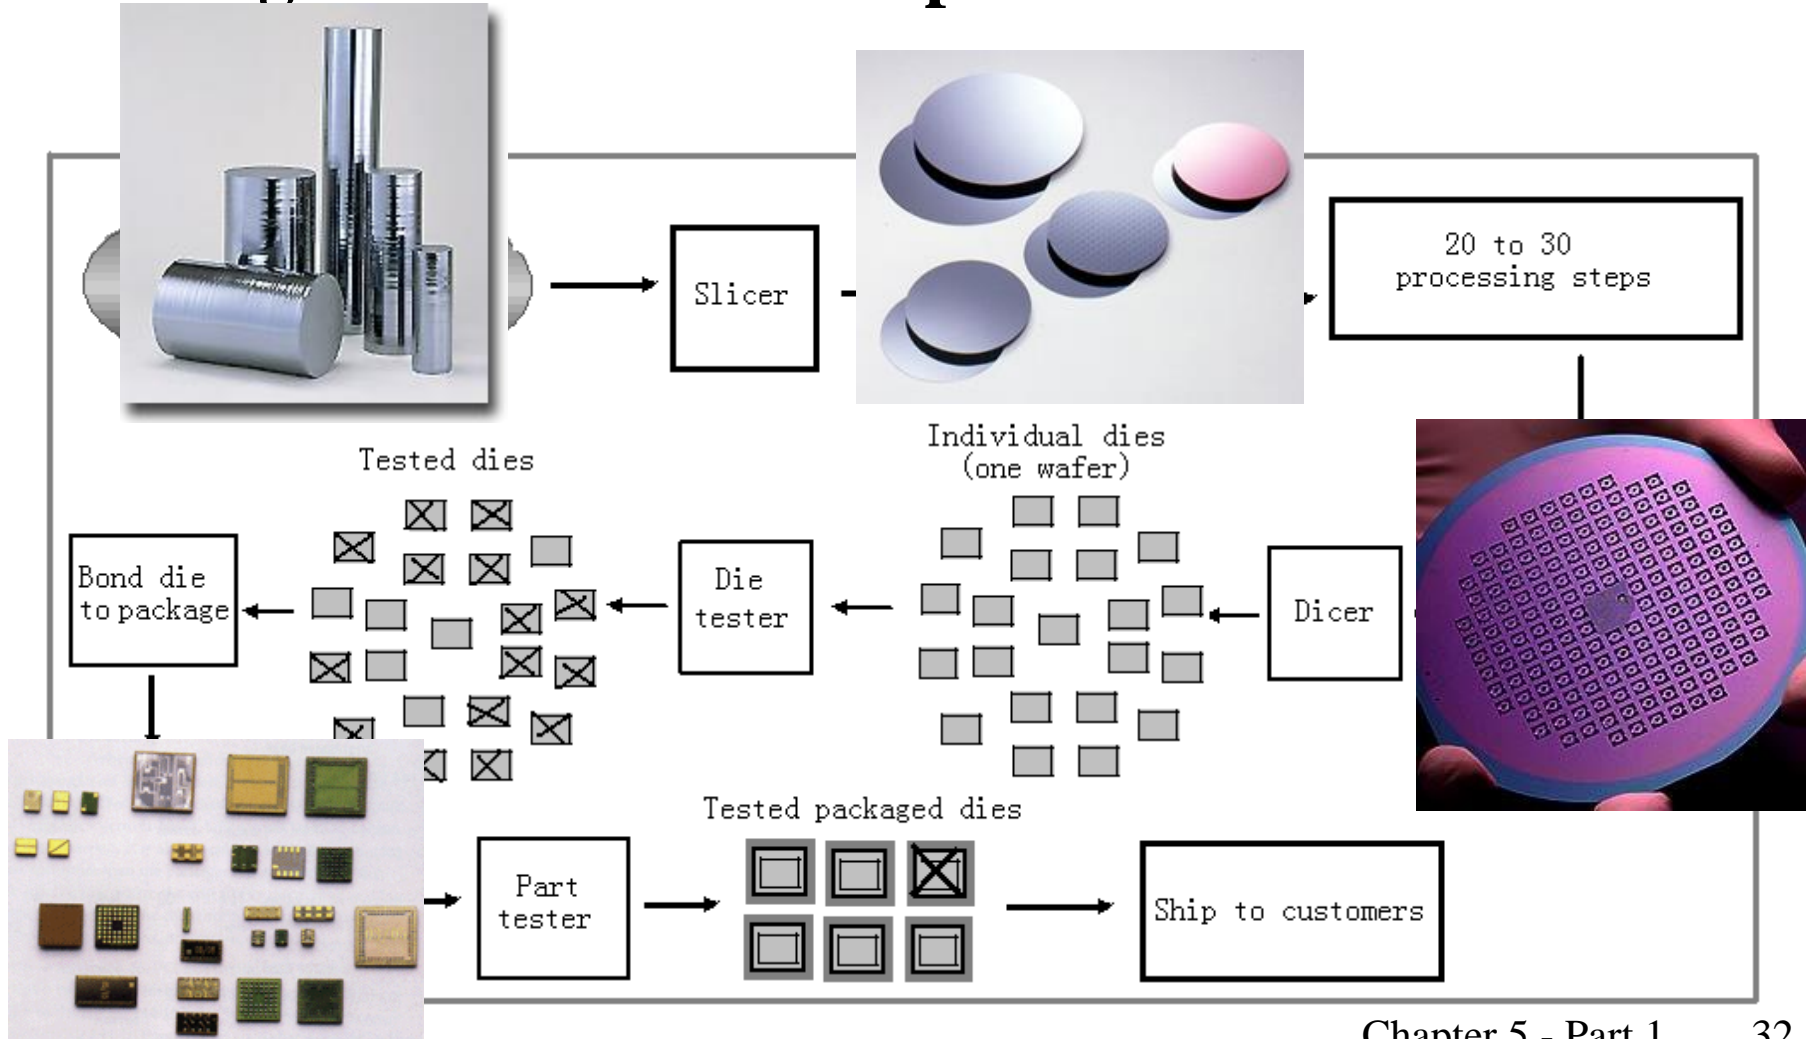 Slicer
20 to 30
processing steps
Individual dies
(one wafer)
Tested dies
Bond die
to package
Die
tester
Dicer
Tested packaged dies
Part
tester
Ship to customers
Chapter 5 - Part 1
32